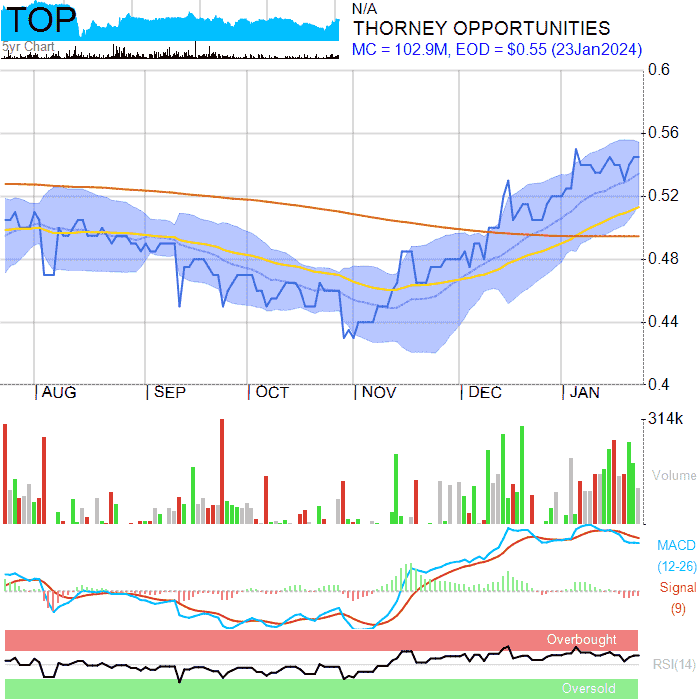 TOP
5yr Chart
N/A
THORNEY OPPORTUNITIES
MC = 102.9M, EOD = $0.55 (23Jan2024)
0.6
0.56
0.52
0.48
0.44
0.4
AUG SEP OCT NOV DEC JAN
314k
Volume
MACD
(12-26)
Signal
(9)
Overbought
RSI(14)
Oversold